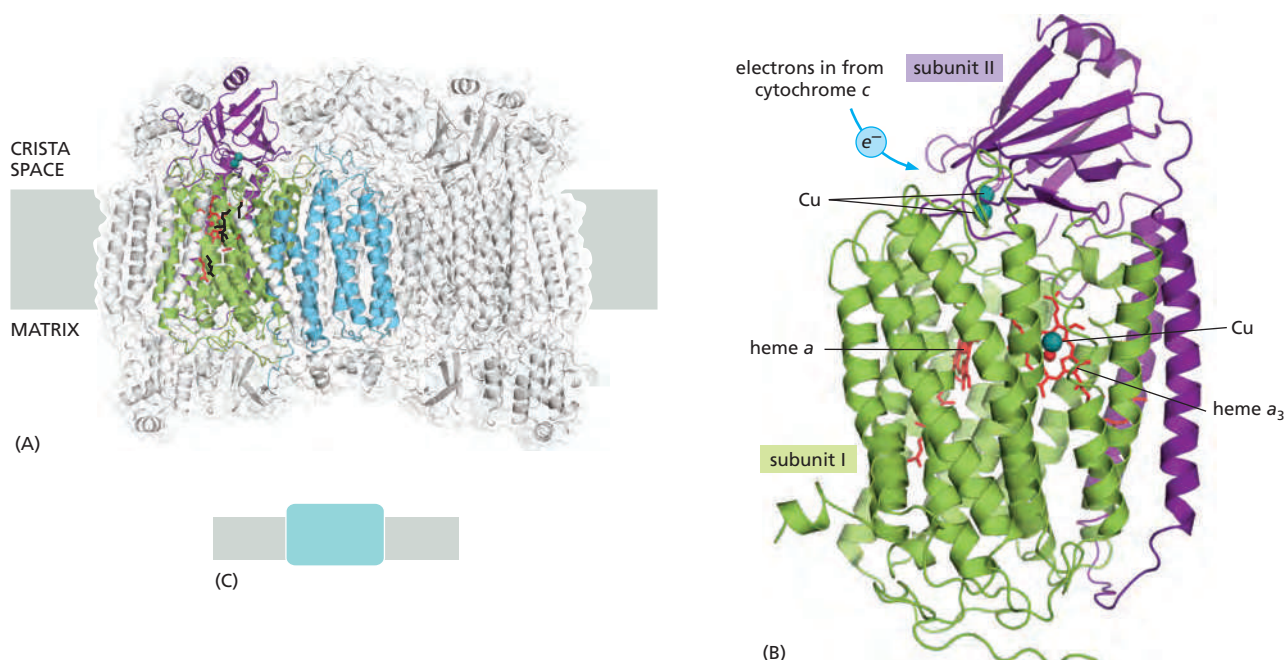 CRISTA
SPACE
MATRIX
(A)
(C)
electrons in from
cytochrome c
subunit II
e−
Cu
Cu
heme a
heme a3
subunit I
(B)